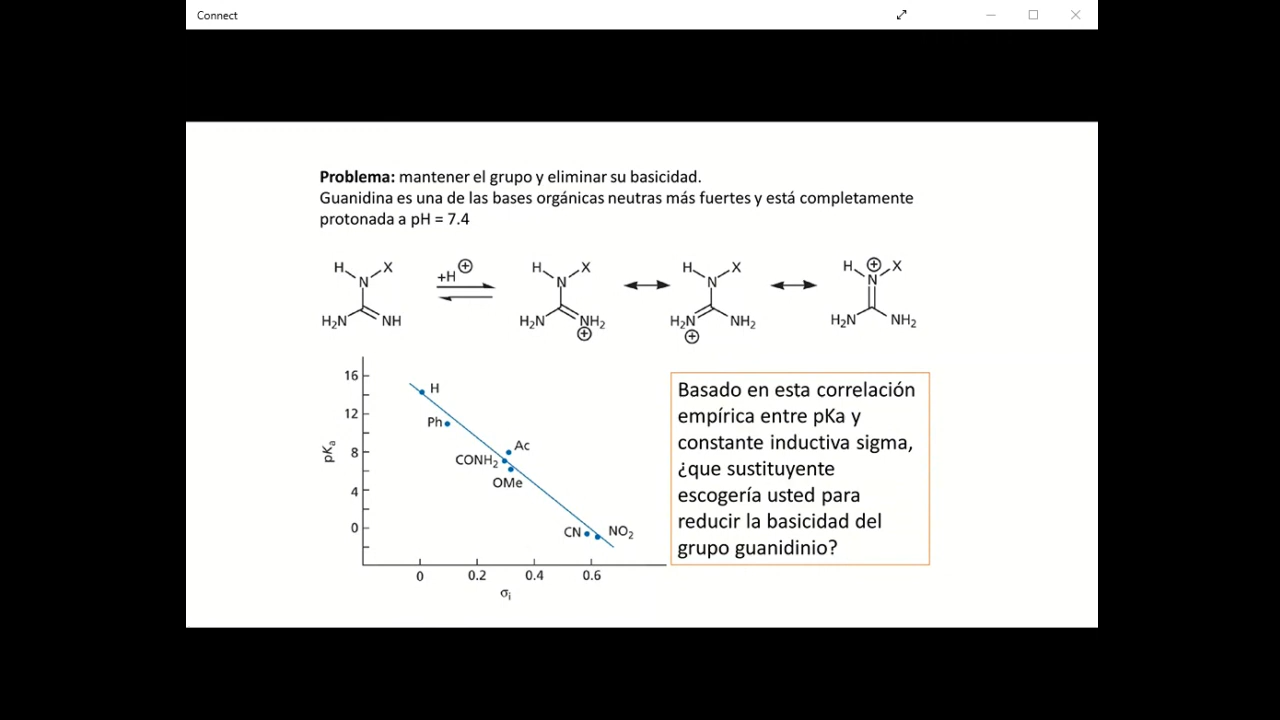 Connect
Problema: mantener el grupo y eliminar su basicidad.
Guanidina es una de las bases orgánicas neutras más fuertes y está completamente
protonada a pH = 7.4
H X +H ⊕ H X H X H ⊕ X
N N N N
H₂N NH H₂N NH₂ H₂N NH₂ H₂N NH₂
⊕ ⊕
16
12
8
4
0
pKₐ
H
Ph
Ac
CONH₂
OMe
CN
NO₂
0 0.2 0.4 0.6
σᵢ
Basado en esta correlación
empírica entre pKa y
constante inductiva sigma,
¿que sustituyente
escogería usted para
reducir la basicidad del
grupo guanidinio?